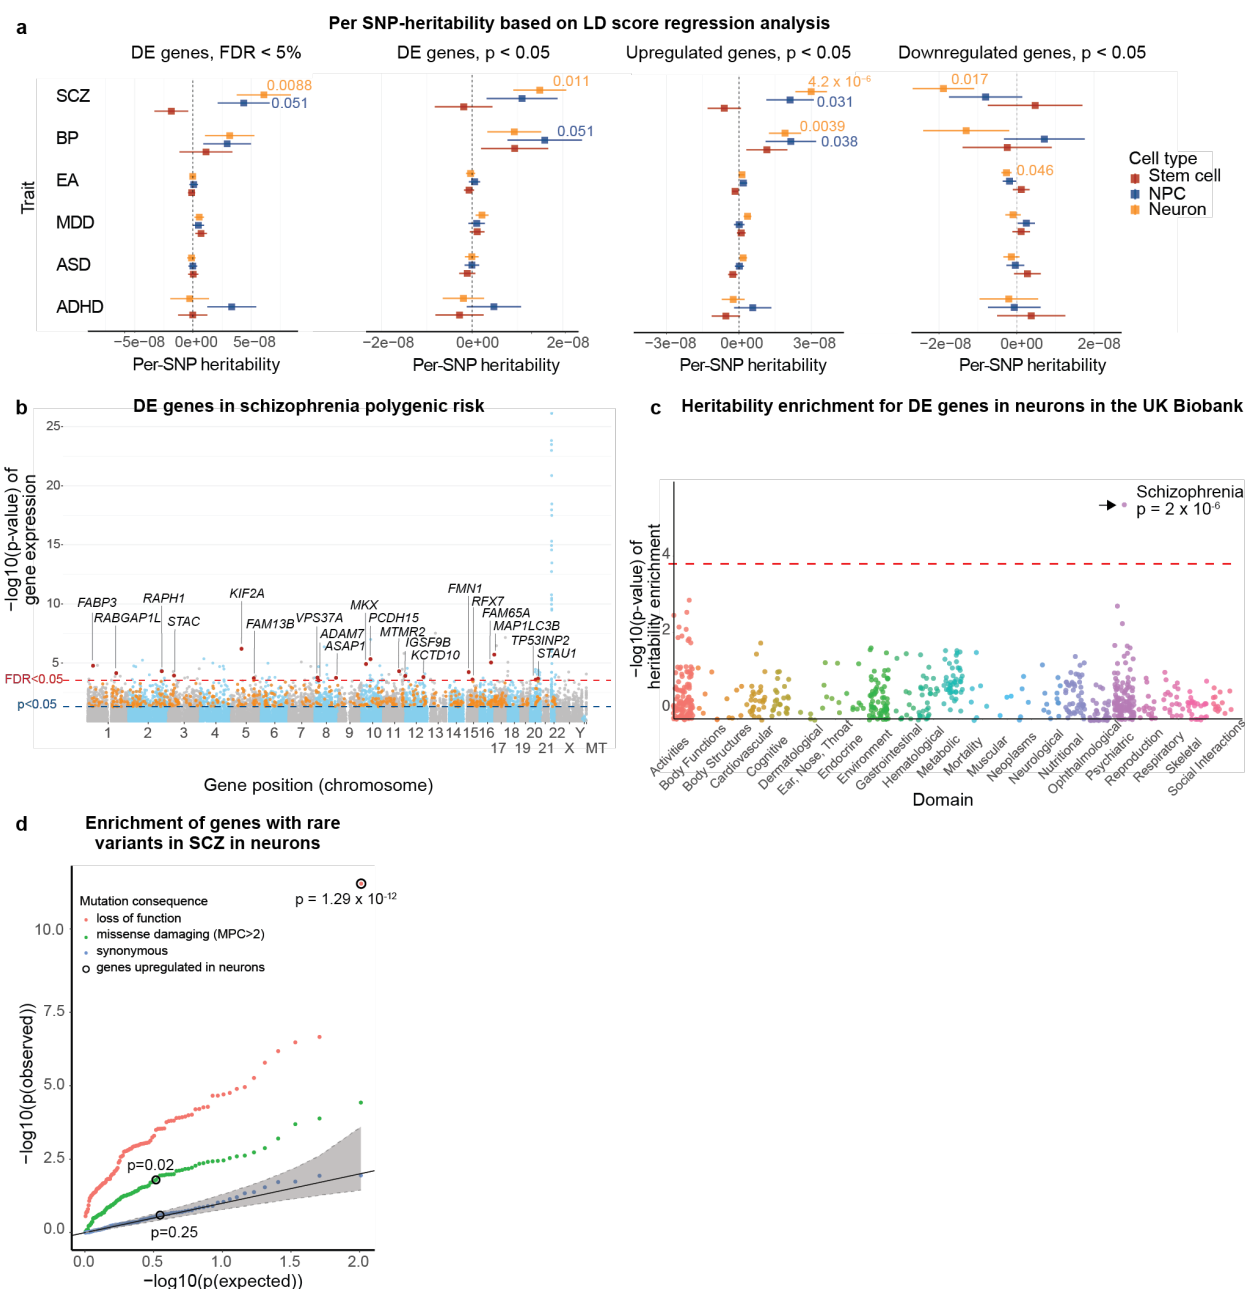 a
Per SNP-heritability based on LD score regression analysis
DE genes, FDR < 5%
DE genes, p < 0.05
Upregulated genes, p < 0.05
Downregulated genes, p < 0.05
Trait
SCZ
BP
EA
MDD
ASD
ADHD
0.0088
0.051
0.011
0.051
4.2 x 10⁻⁶
0.031
0.0039
0.038
0.017
0.046
Cell type
Stem cell
NPC
Neuron
−5e−08 0e+00 5e−08
−2e−08 0e+00 2e−08
−3e−08 0e+00 3e−08
−2e−08 0e+00 2e−08
Per-SNP heritability
Per-SNP heritability
Per-SNP heritability
Per-SNP heritability
b
DE genes in schizophrenia polygenic risk
−log10(p-value) of
gene expression
25
20
15
10
5
FDR<0.05
p<0.05
FABP3
RABGAP1L
RAPH1
STAC
KIF2A
FAM13B
VPS37A
ADAM7
ASAP1
MKX
PCDH15
MTMR2
IGSF9B
KCTD10
FMN1
RFX7
FAM65A
MAP1LC3B
TP53INP2
STAU1
1 2 3 4 5 6 7 8 9 10 11 12 13 14 15 16 18 20 22 Y
17 19 21 X MT
Gene position (chromosome)
c
Heritability enrichment for DE genes in neurons in the UK Biobank
−log10(p-value) of
heritability enrichment
4
2
0
Schizophrenia
p = 2 x 10⁻⁶
Activities
Body Functions
Body Structures
Cardiovascular
Cognitive
Dermatological
Ear, Nose, Throat
Endocrine
Environment
Gastrointestinal
Hematological
Metabolic
Mortality
Muscular
Neoplasms
Neurological
Nutritional
Ophthalmological
Psychiatric
Reproduction
Respiratory
Skeletal
Social Interactions
Domain
d
Enrichment of genes with rare
variants in SCZ in neurons
−log10(p(observed))
10.0
7.5
5.0
2.5
0.0
Mutation consequence
loss of function
missense damaging (MPC>2)
synonymous
genes upregulated in neurons
p = 1.29 x 10⁻¹²
p=0.02
p=0.25
0.0 0.5 1.0 1.5 2.0
−log10(p(expected))